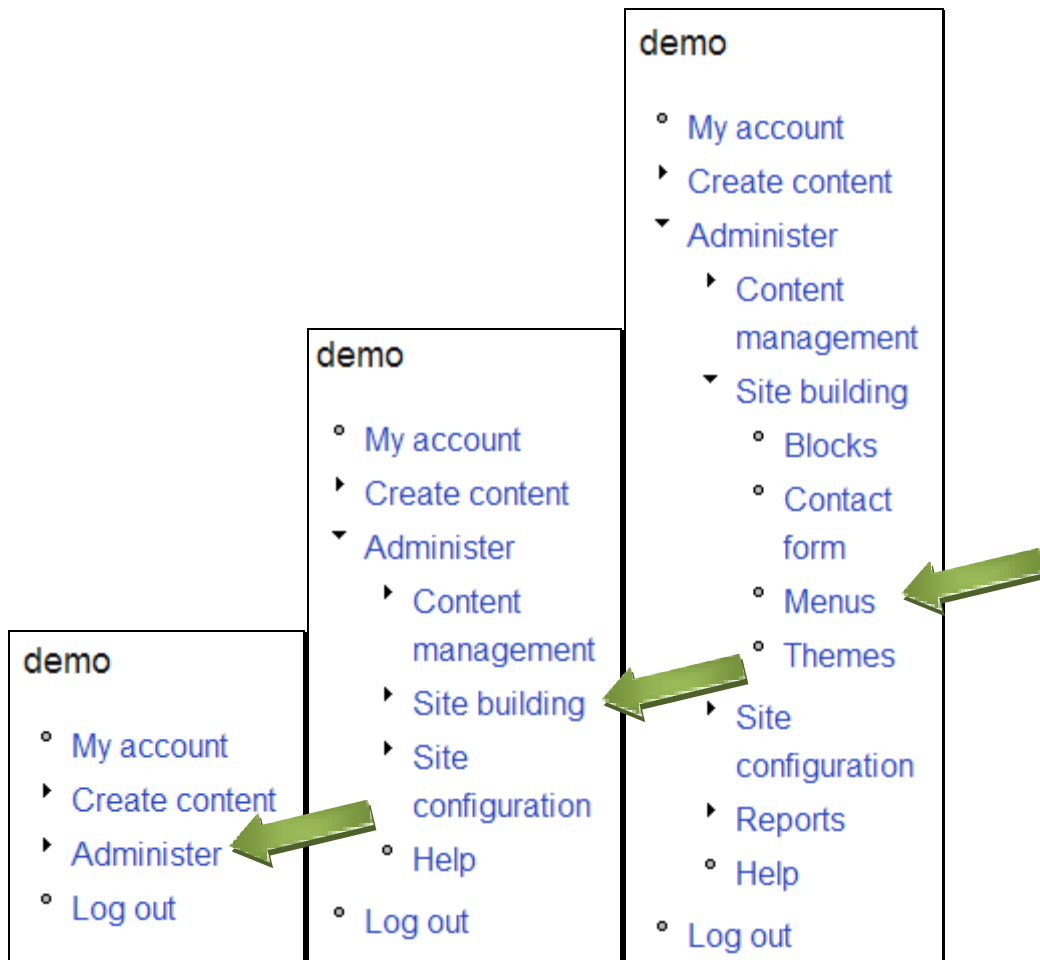 demo
My account
Create content
Administer
Log out
demo
My account
Create content
Administer
Content
management
Site building
Site
configuration
Help
Log out
demo
My account
Create content
Administer
Content
management
Site building
Blocks
Contact
form
Menus
Themes
Site
configuration
Reports
Help
Log out